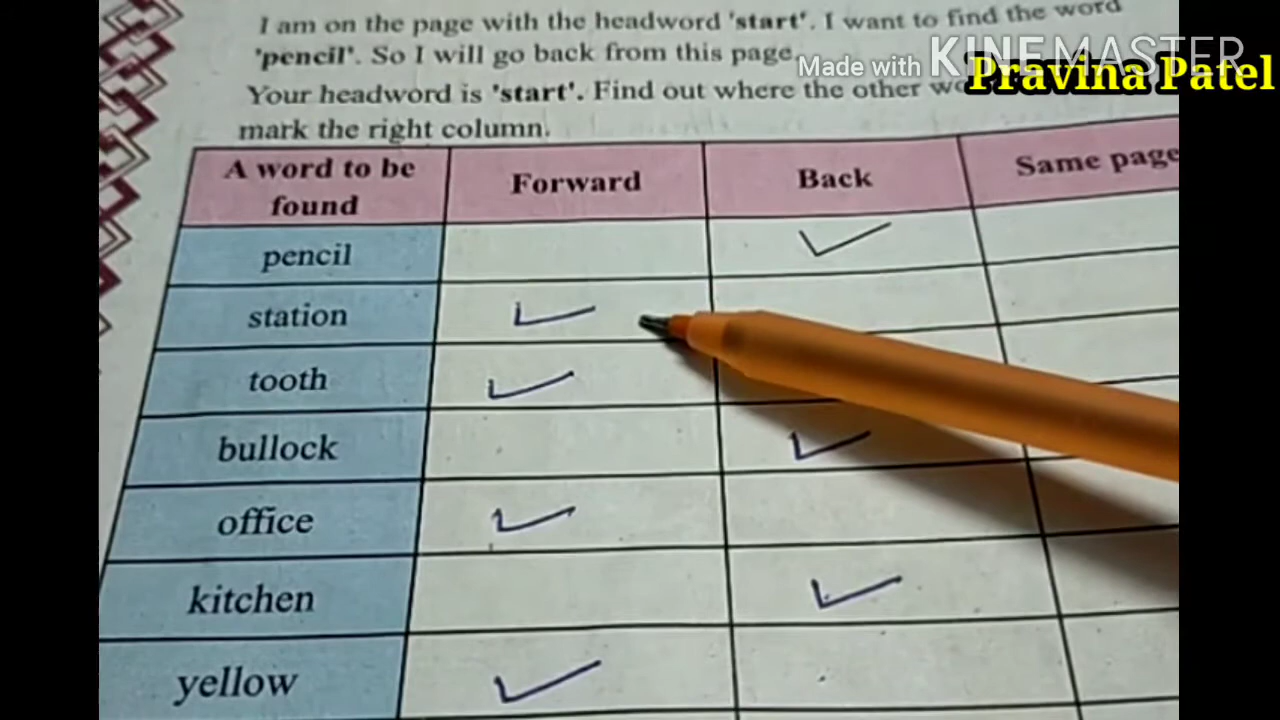 I am on the page with the headword 'start'. I want to find the word
'pencil'. So I will go back from this page.
Made with KINEMASTER
Pravina Patel
Your headword is 'start'. Find out where the other
mark the right column.
A word to be found Forward Back Same page
pencil ✓
station ✓
tooth ✓
bullock ✓
office ✓
kitchen ✓
yellow ✓